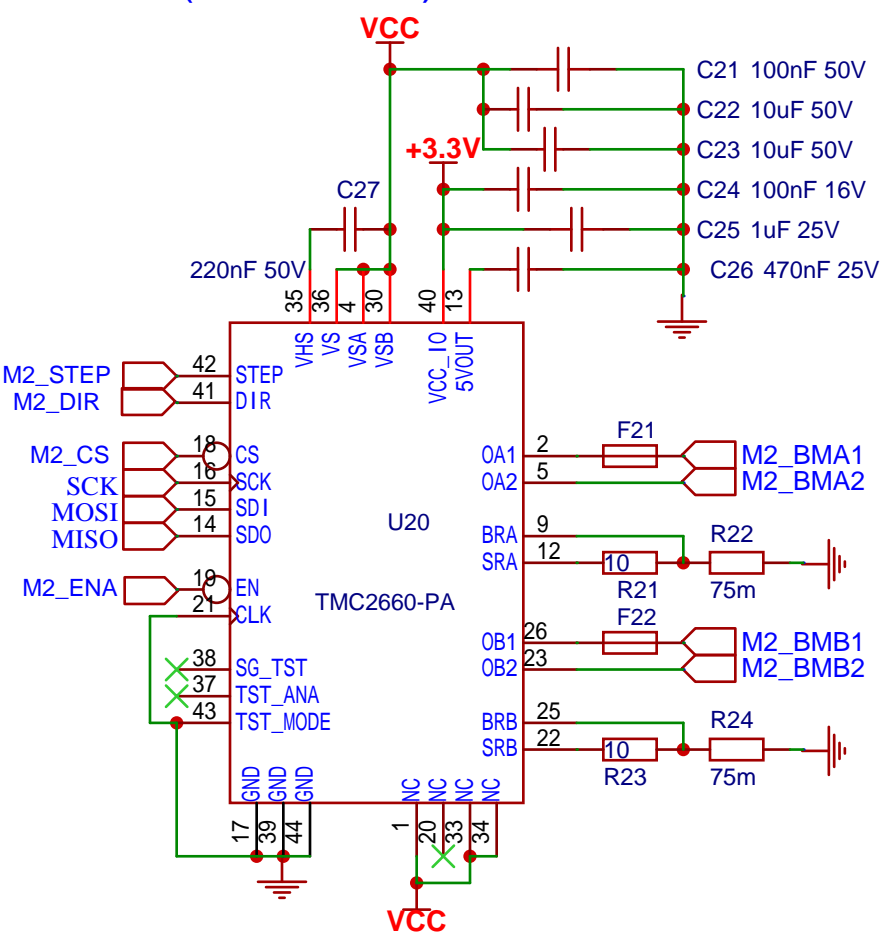 VCC
C21 100nF 50V
C22 10uF 50V
+3.3V
C23 10uF 50V
C27
C24 100nF 16V
C25 1uF 25V
220nF 50V
C26 470nF 25V
35 36 4 30 40 13
VHS VS VSA VSB VCC_IO 5VOUT
M2_STEP 42 STEP
M2_DIR 41 DIR
M2_CS 18 CS
SCK 16 SCK
MOSI 15 SDI
MISO 14 SDO
M2_ENA 19 EN
21 CLK
38 SG_TST
37 TST_ANA
43 TST_MODE
U20
TMC2660-PA
F21
OA1 2 M2_BMA1
OA2 5 M2_BMA2
BRA 9 R22
SRA 12 10
R21 75m
F22
OB1 26 M2_BMB1
OB2 23 M2_BMB2
BRB 25 R24
SRB 22 10
R23 75m
GND GND GND NC NC NC NC
17 39 44 1 20 33 34
VCC